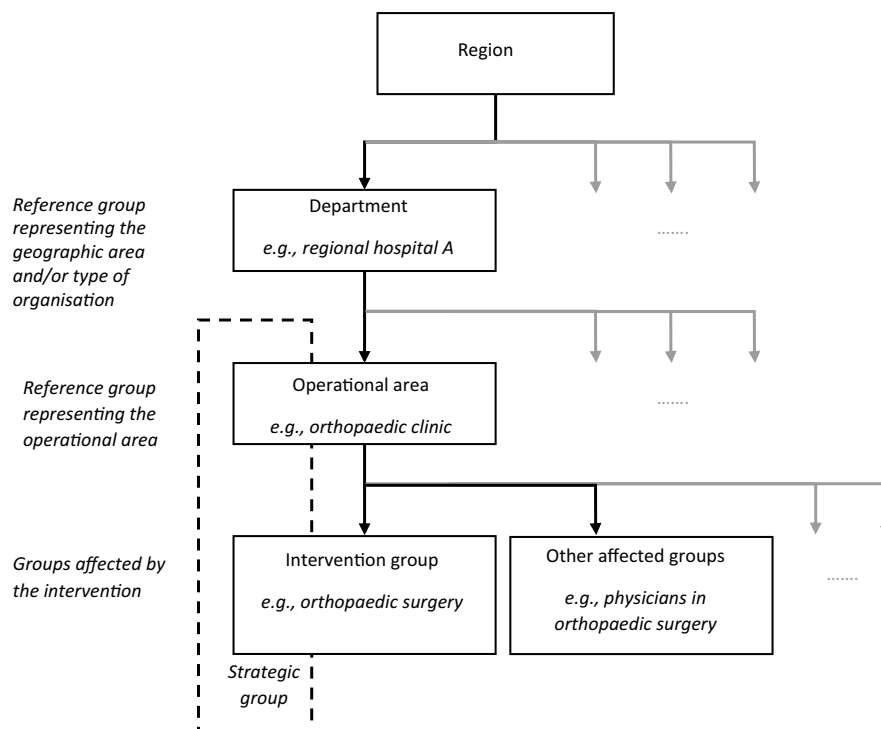 Region
Reference group
representing the
geographic area
and/or type of
organisation
Department
e.g., regional hospital A
.......
Reference group
representing the
operational area
Operational area
e.g., orthopaedic clinic
.......
Groups affected by
the intervention
Intervention group
e.g., orthopaedic surgery
Other affected groups
e.g., physicians in
orthopaedic surgery
.......
Strategic
group